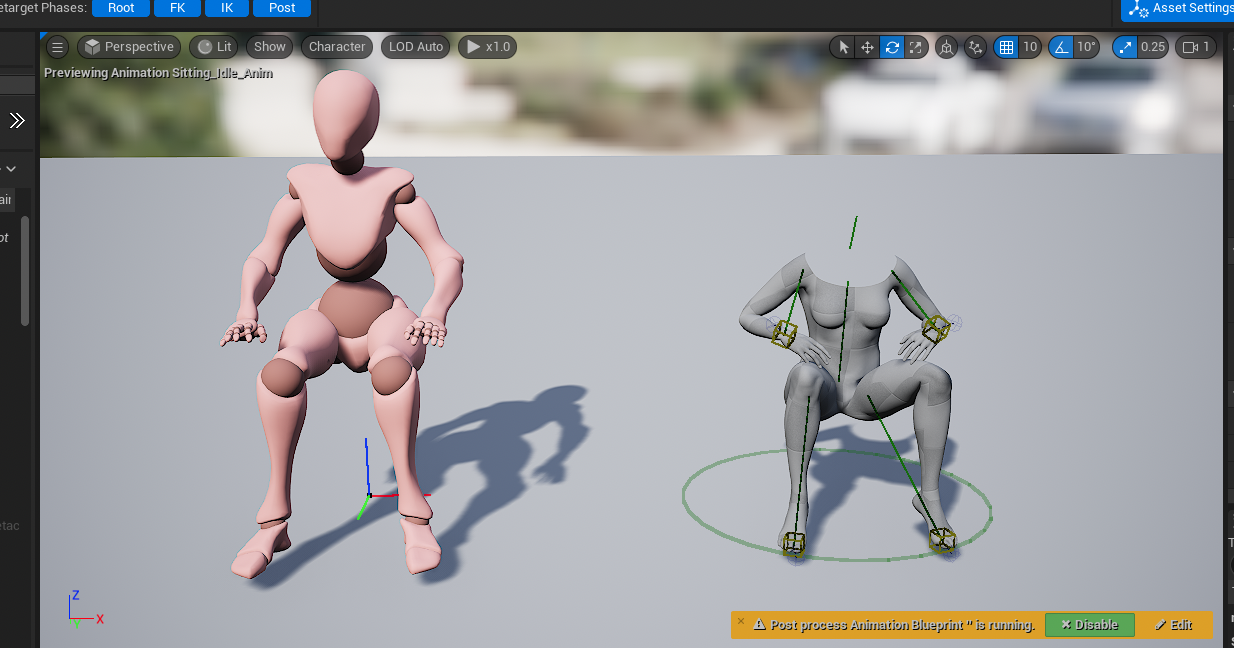 etarget Phases: Root FK IK Post Asset Settings
Perspective Lit Show Character LOD Auto x1.0 10 10° 0.25 1
Previewing Animation Sitting_Idle_Anim
air
ot
etac
Z
X
Y
Post process Animation Blueprint '' is running. Disable Edit